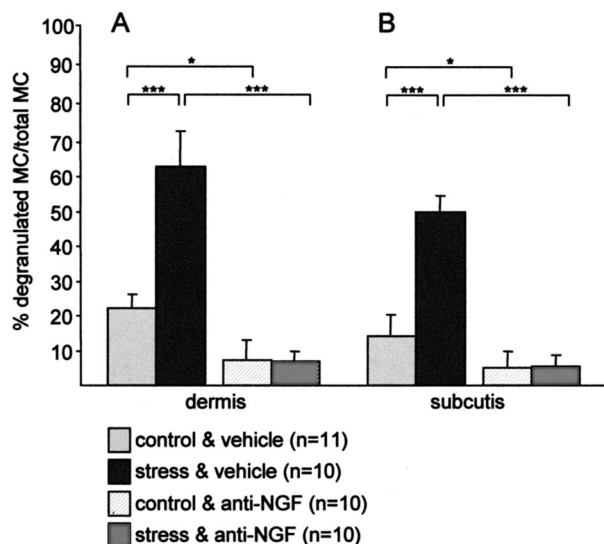 A
B
100
90
80
70
60
50
40
30
20
10
% degranulated MC/total MC
*
***
***
*
***
***
dermis
subcutis
control & vehicle (n=11)
stress & vehicle (n=10)
control & anti-NGF (n=10)
stress & anti-NGF (n=10)